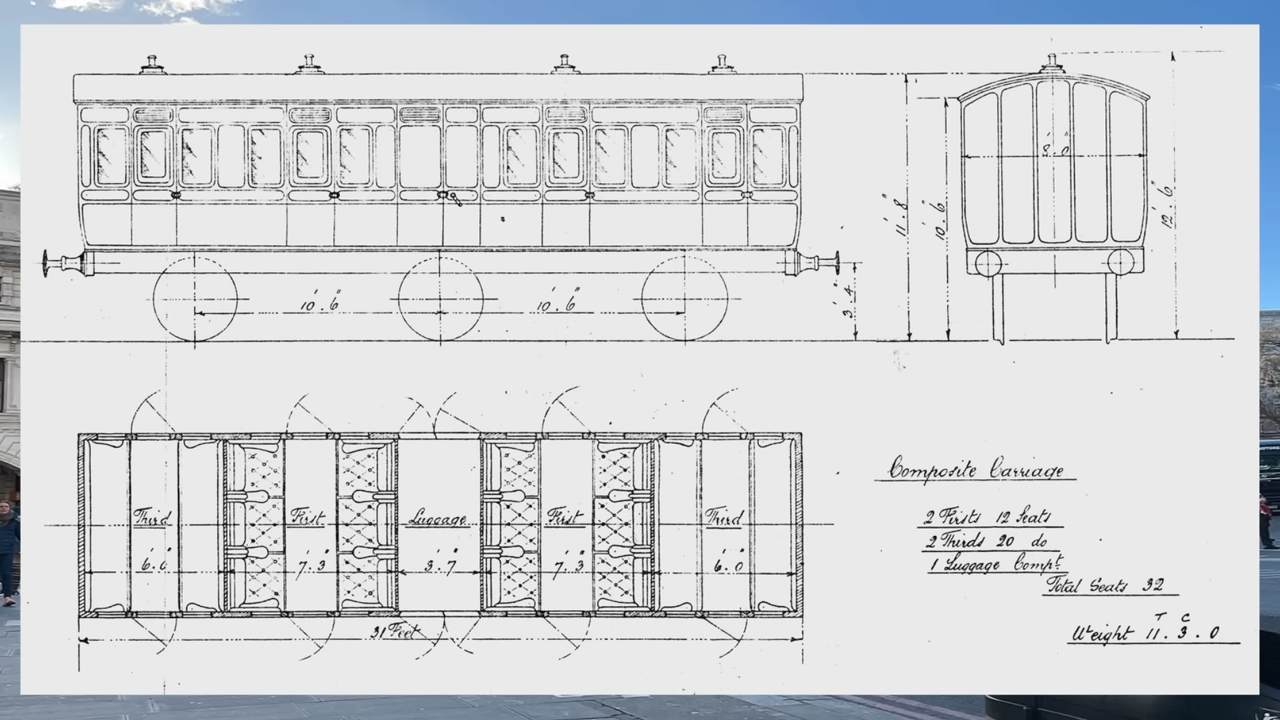 8'.0"
11'.8"
10'.6"
12'.6"
3'.4"
10'.6" 10'.6"
Composite Carriage
Third First Luggage First Third
2 Firsts 12 Seats
2 Thirds 20 do
6'.0" 7'.3" 3'.7" 7'.3" 6'.0"
1 Luggage Compt.
Total Seats 32
31 Feet
T C
Weight 11.3.0